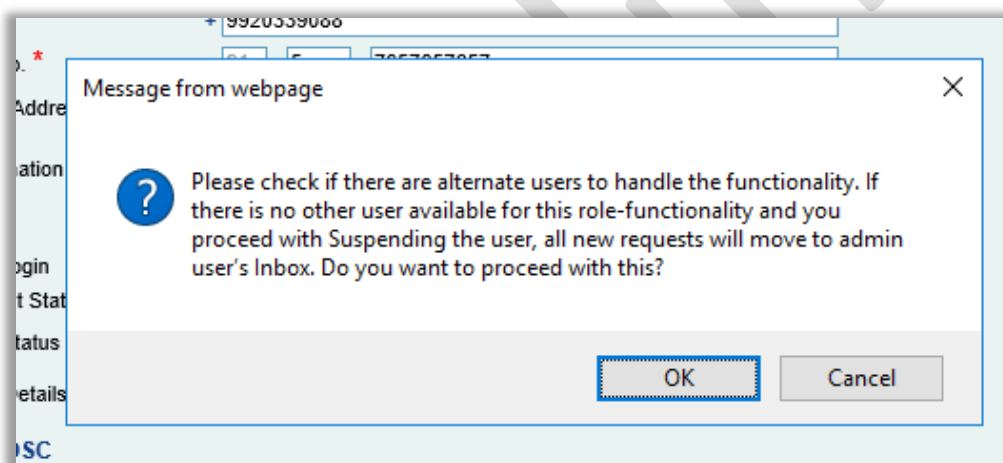 + 9920339088
. *
Message from webpage
Addre
ation
Please check if there are alternate users to handle the functionality. If
there is no other user available for this role-functionality and you
proceed with Suspending the user, all new requests will move to admin
user's Inbox. Do you want to proceed with this?
ogin
t Stat
tatus
OK Cancel
etails
DSC